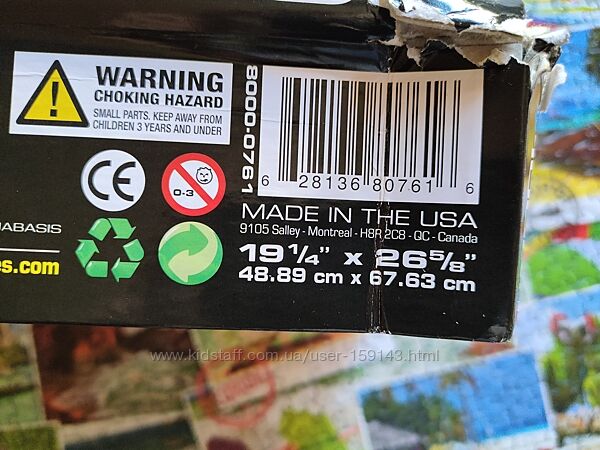 WARNING
CHOKING HAZARD
SMALL PARTS. KEEP AWAY FROM
CHILDREN 3 YEARS AND UNDER
8000-0761
6 28136 80761 6
CE
0-3
MADE IN THE USA
9105 Salley - Montreal - H8R 2C8 - QC - Canada
19 1/4" x 26 5/8"
48.89 cm x 67.63 cm
JABASIS
es.com
www.kidstaff.com.ua/user-159143.html